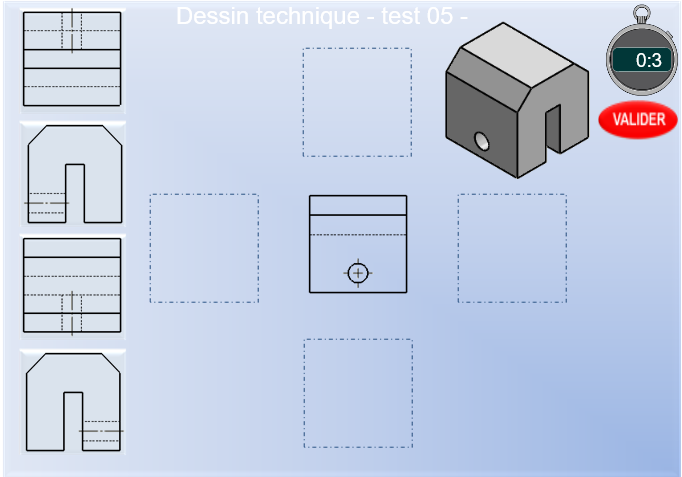 Dessin technique - test 05 -
0:3
VALIDER